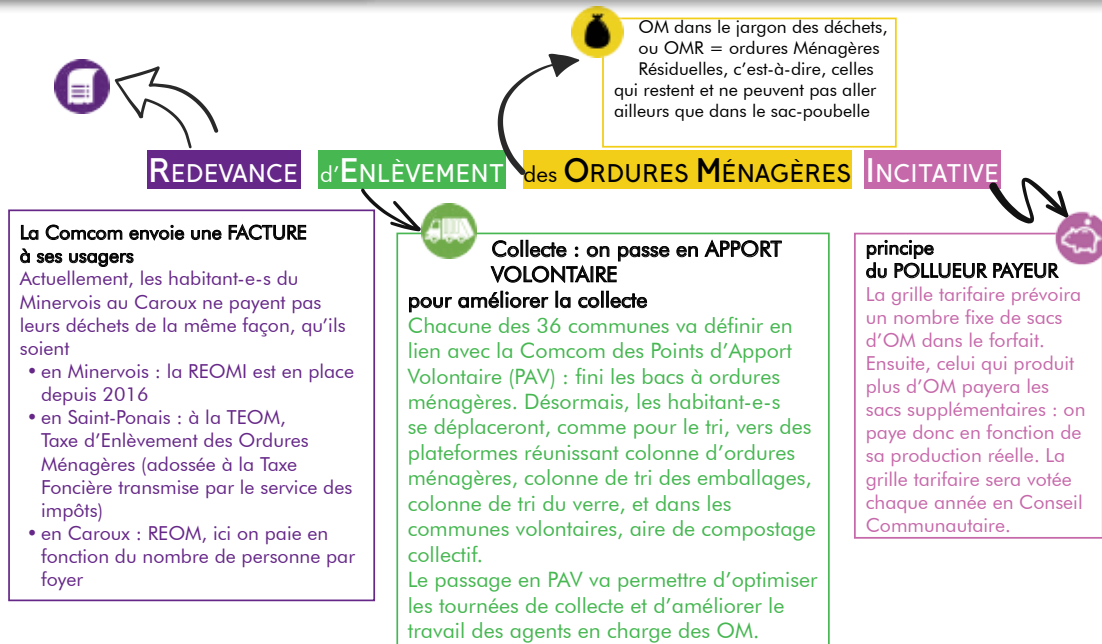 OM dans le jargon des déchets,
ou OMR = ordures Ménagères
Résiduelles, c'est-à-dire, celles
qui restent et ne peuvent pas aller
ailleurs que dans le sac-poubelle
REDEVANCE d'ENLÈVEMENT des ORDURES MÉNAGÈRES INCITATIVE
La Comcom envoie une FACTURE
à ses usagers
Actuellement, les habitant-e-s du
Minervois au Caroux ne payent pas
leurs déchets de la même façon, qu'ils
soient
• en Minervois : la REOMI est en place
depuis 2016
• en Saint-Ponais : à la TEOM,
Taxe d'Enlèvement des Ordures
Ménagères (adossée à la Taxe
Foncière transmise par le service des
impôts)
• en Caroux : REOM, ici on paie en
fonction du nombre de personne par
foyer
Collecte : on passe en APPORT
VOLONTAIRE
pour améliorer la collecte
Chacune des 36 communes va définir en
lien avec la Comcom des Points d'Apport
Volontaire (PAV) : fini les bacs à ordures
ménagères. Désormais, les habitant-e-s
se déplaceront, comme pour le tri, vers des
plateformes réunissant colonne d'ordures
ménagères, colonne de tri des emballages,
colonne de tri du verre, et dans les
communes volontaires, aire de compostage
collectif.
Le passage en PAV va permettre d'optimiser
les tournées de collecte et d'améliorer le
travail des agents en charge des OM.
principe
du POLLUEUR PAYEUR
La grille tarifaire prévoira
un nombre fixe de sacs
d'OM dans le forfait.
Ensuite, celui qui produit
plus d'OM payera les
sacs supplémentaires : on
paye donc en fonction de
sa production réelle. La
grille tarifaire sera votée
chaque année en Conseil
Communautaire.